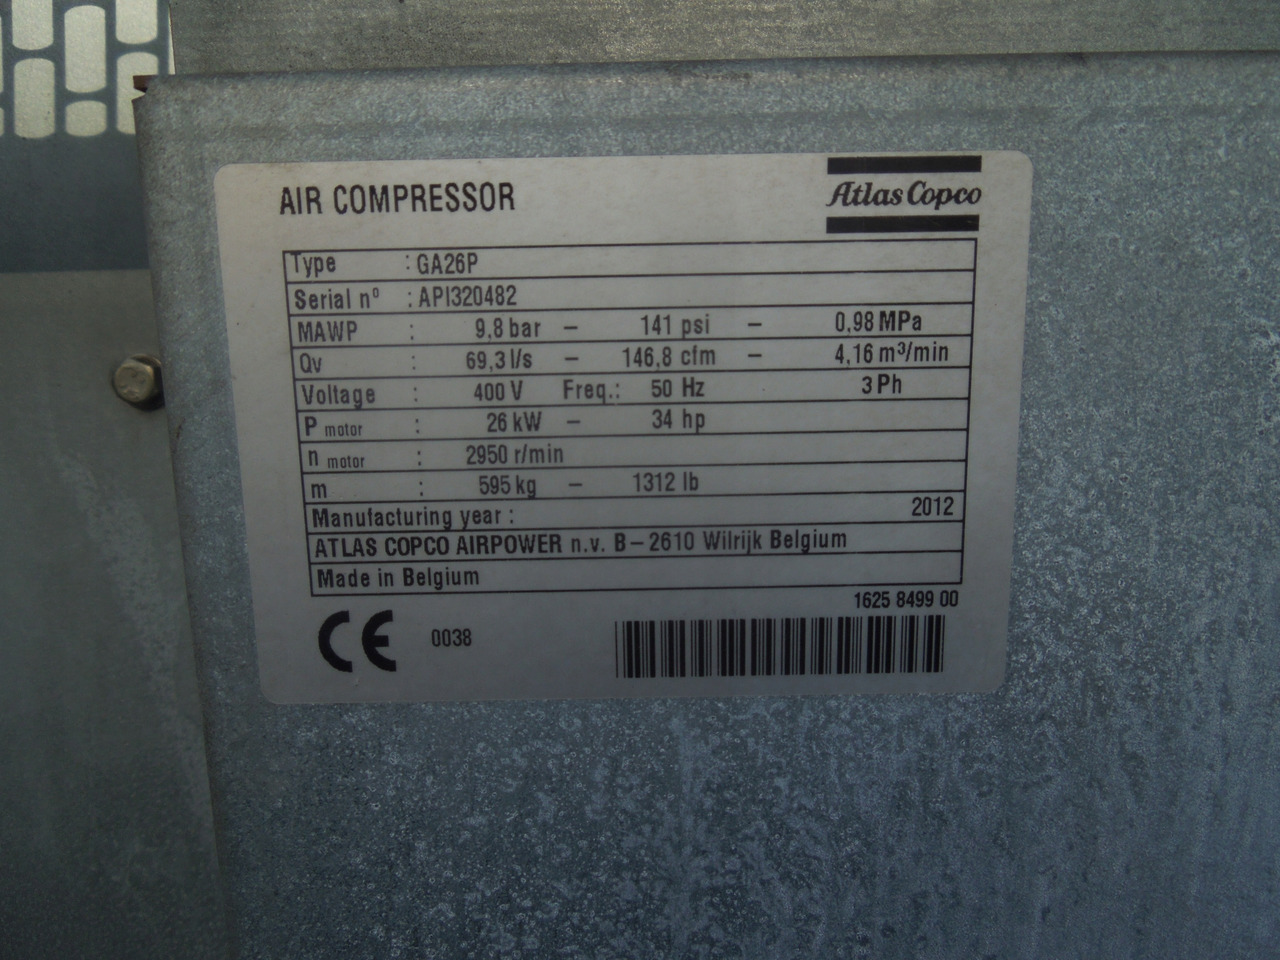 AIR COMPRESSOR
Atlas Copco
Type : GA26P
Serial nº : API320482
MAWP : 9,8 bar – 141 psi – 0,98 MPa
Qv : 69,3 l/s – 146,8 cfm – 4,16 m³/min
Voltage : 400 V Freq.: 50 Hz 3 Ph
P motor : 26 kW – 34 hp
n motor : 2950 r/min
m : 595 kg – 1312 lb
Manufacturing year : 2012
ATLAS COPCO AIRPOWER n.v. B – 2610 Wilrijk Belgium
Made in Belgium
1625 8499 00
CE 0038